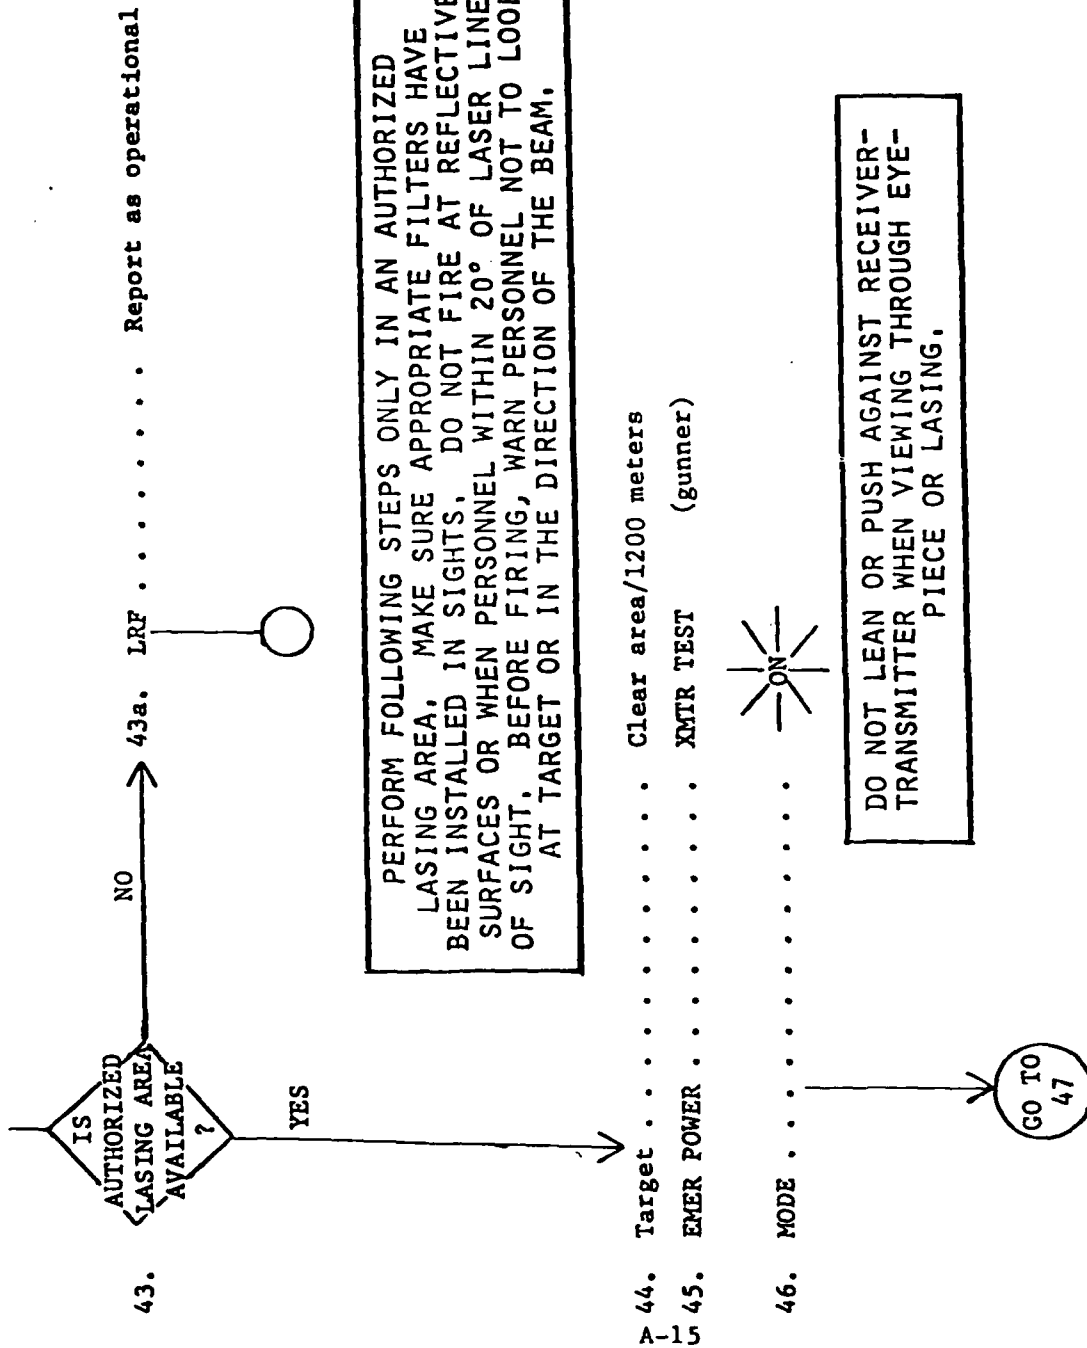 43.
IS
AUTHORIZED
LASING AREA
AVAILABLE
?
NO
43a. LRF . . . . . . . . Report as operational
YES
PERFORM FOLLOWING STEPS ONLY IN AN AUTHORIZED
LASING AREA. MAKE SURE APPROPRIATE FILTERS HAVE
BEEN INSTALLED IN SIGHTS. DO NOT FIRE AT REFLECTIVE
SURFACES OR WHEN PERSONNEL WITHIN 20° OF LASER LINE
OF SIGHT. BEFORE FIRING, WARN PERSONNEL NOT TO LOOK
AT TARGET OR IN THE DIRECTION OF THE BEAM.
44. Target . . . . . . . . . . . Clear area/1200 meters
45. EMER POWER . . . . . . . . . XMTR TEST (gunner)
46. MODE . . . . . . . . . . . . ON
DO NOT LEAN OR PUSH AGAINST RECEIVER-
TRANSMITTER WHEN VIEWING THROUGH EYE-
PIECE OR LASING.
GO TO
47
A-15